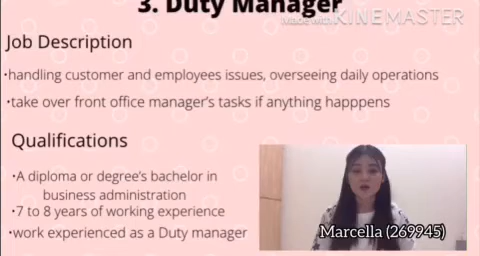 3. Duty Manager
Made with KINEMASTER
Job Description
•handling customer and employees issues, overseeing daily operations
•take over front office manager's tasks if anything happpens
Qualifications
•A diploma or degree's bachelor in
business administration
•7 to 8 years of working experience
•work experienced as a Duty manager
Marcella (269945)